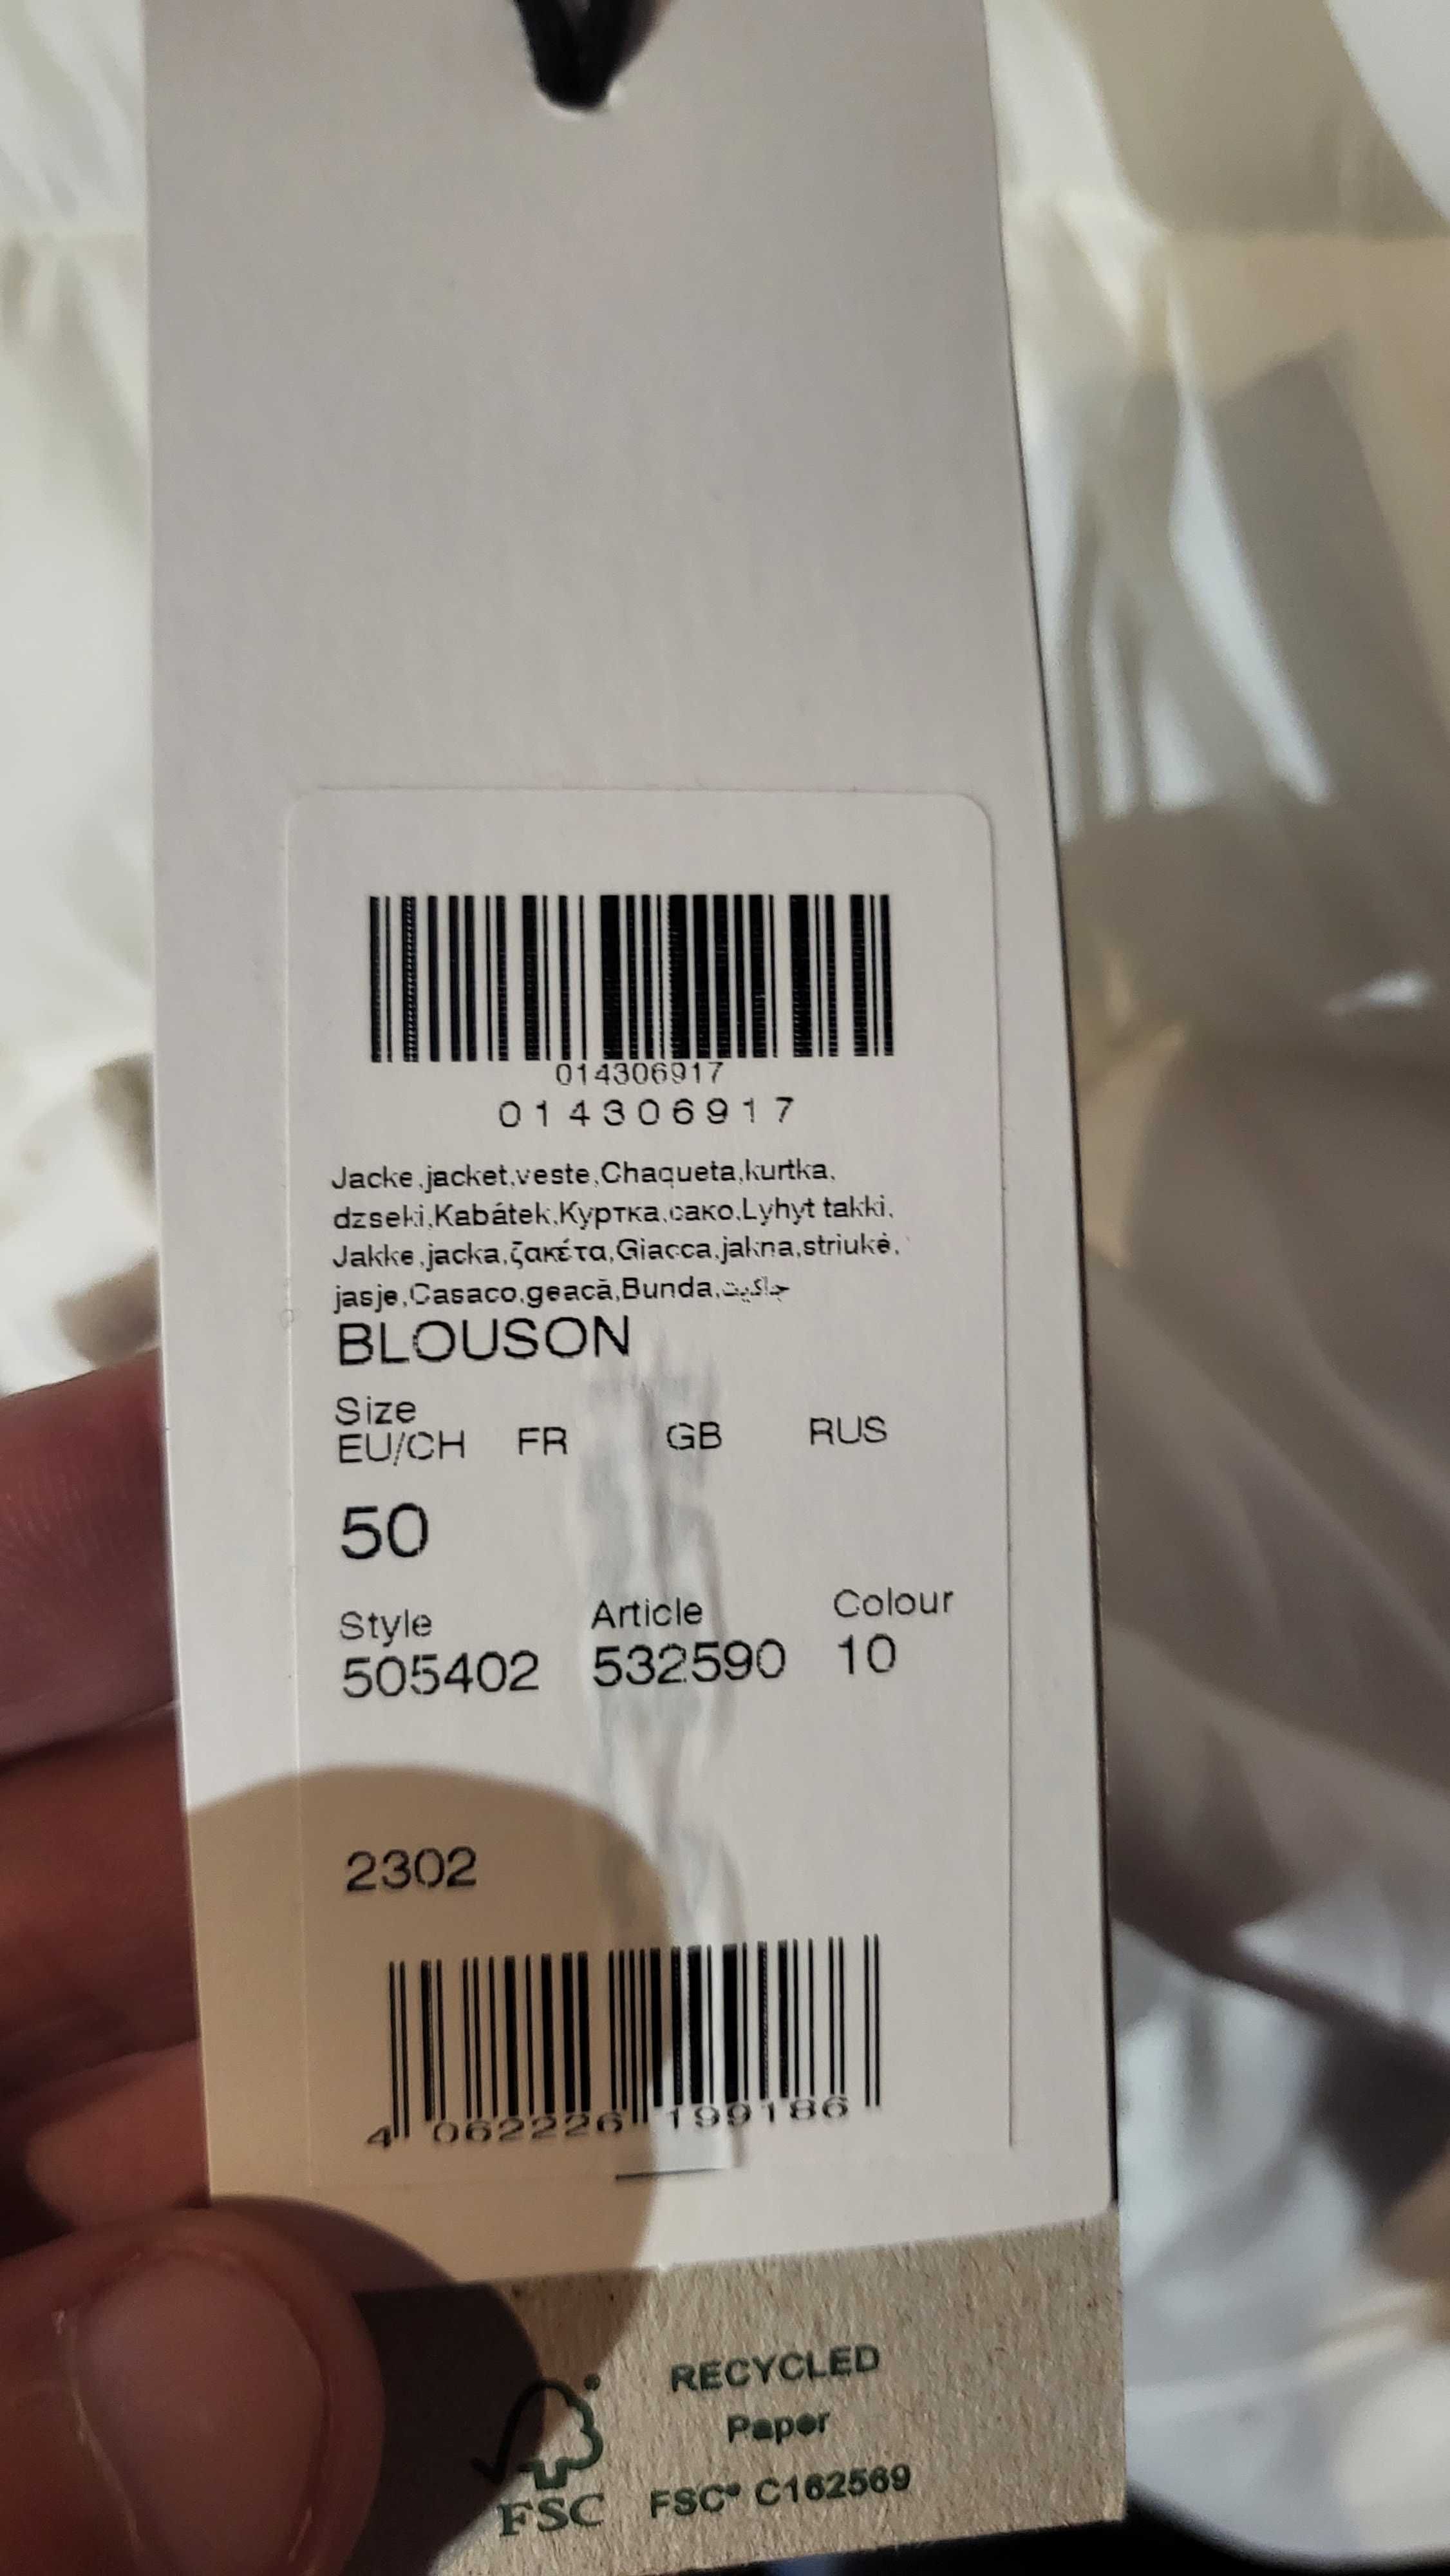 014306917
014306917
Jacke,jacket,veste,Chaqueta,kurtka,
dzseki,Kabátek,Куртка,сако,Lyhyt takki,
Jakke,jacka,ζακέτα,Giacca,jakna,striukė,
jasje,Casaco,geacă,Bunda,جاكيت
BLOUSON
Size
EU/CH FR GB RUS
50
Style Article Colour
505402 532590 10
2302
4 062226 199186
RECYCLED
Paper
FSC® C162569
FSC